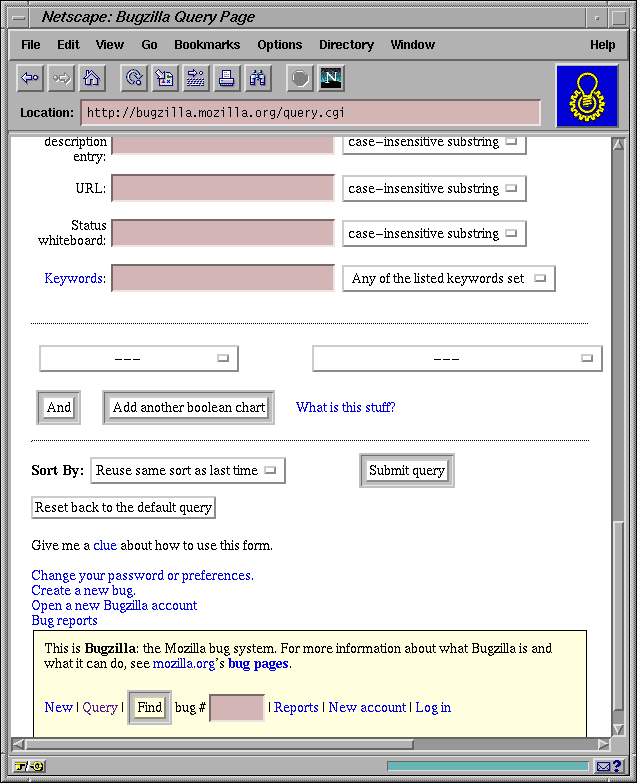 Netscape: Bugzilla Query Page
File Edit View Go Bookmarks Options Directory Window Help
N
Location: http://bugzilla.mozilla.org/query.cgi
description
entry: case-insensitive substring
URL: case-insensitive substring
Status
whiteboard: case-insensitive substring
Keywords: Any of the listed keywords set
--- ---
And Add another boolean chart What is this stuff?
Sort By: Reuse same sort as last time Submit query
Reset back to the default query
Give me a clue about how to use this form.
Change your password or preferences.
Create a new bug.
Open a new Bugzilla account
Bug reports
This is Bugzilla: the Mozilla bug system. For more information about what Bugzilla is and
what it can do, see mozilla.org's bug pages.
New | Query | Find bug # | Reports | New account | Log in
?